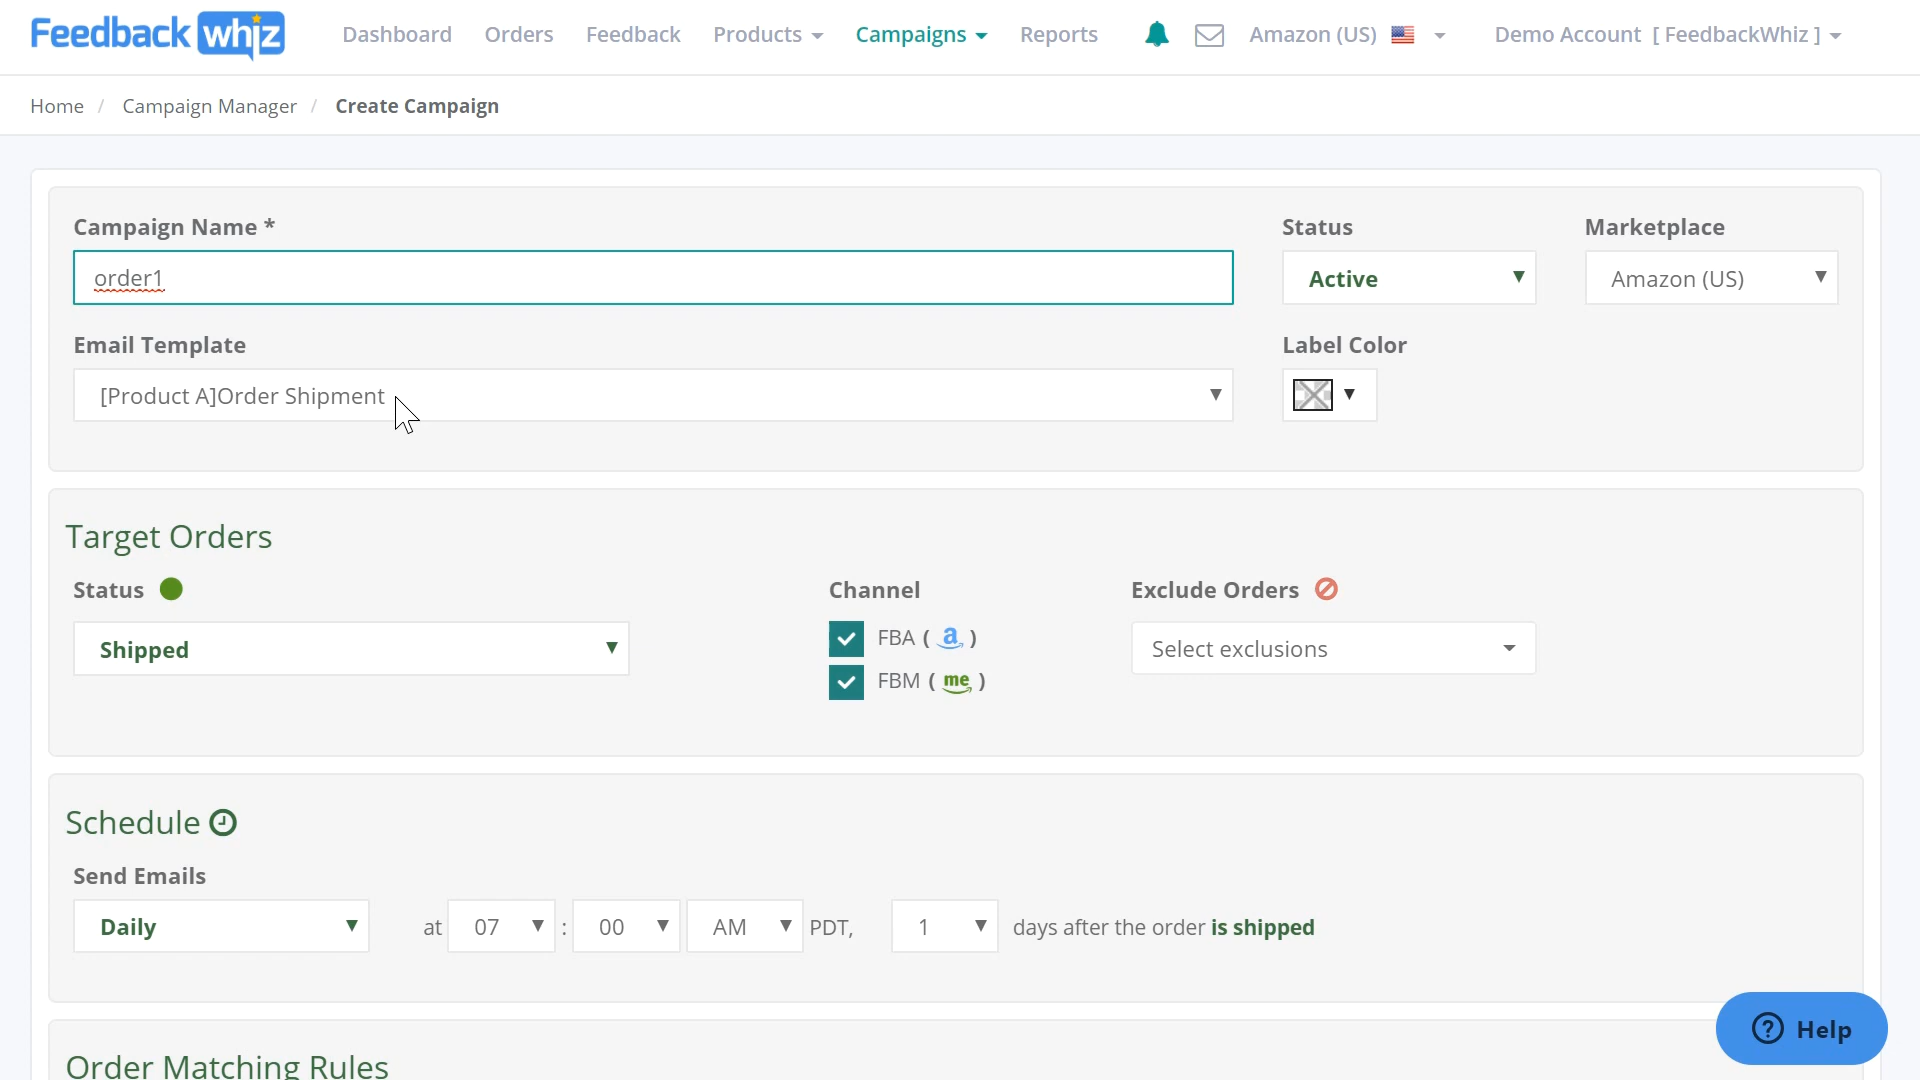 Feedback whiz Dashboard Orders Feedback Products Campaigns Reports Amazon (US) Demo Account [ FeedbackWhiz ]
Home / Campaign Manager / Create Campaign
Campaign Name * Status Marketplace
order1 Active Amazon (US)
Email Template Label Color
[Product A]Order Shipment
Target Orders
Status Channel Exclude Orders
Shipped FBA ( a ) Select exclusions
FBM ( me )
Schedule
Send Emails
Daily at 07 : 00 AM PDT, 1 days after the order is shipped
Help
Order Matching Rules